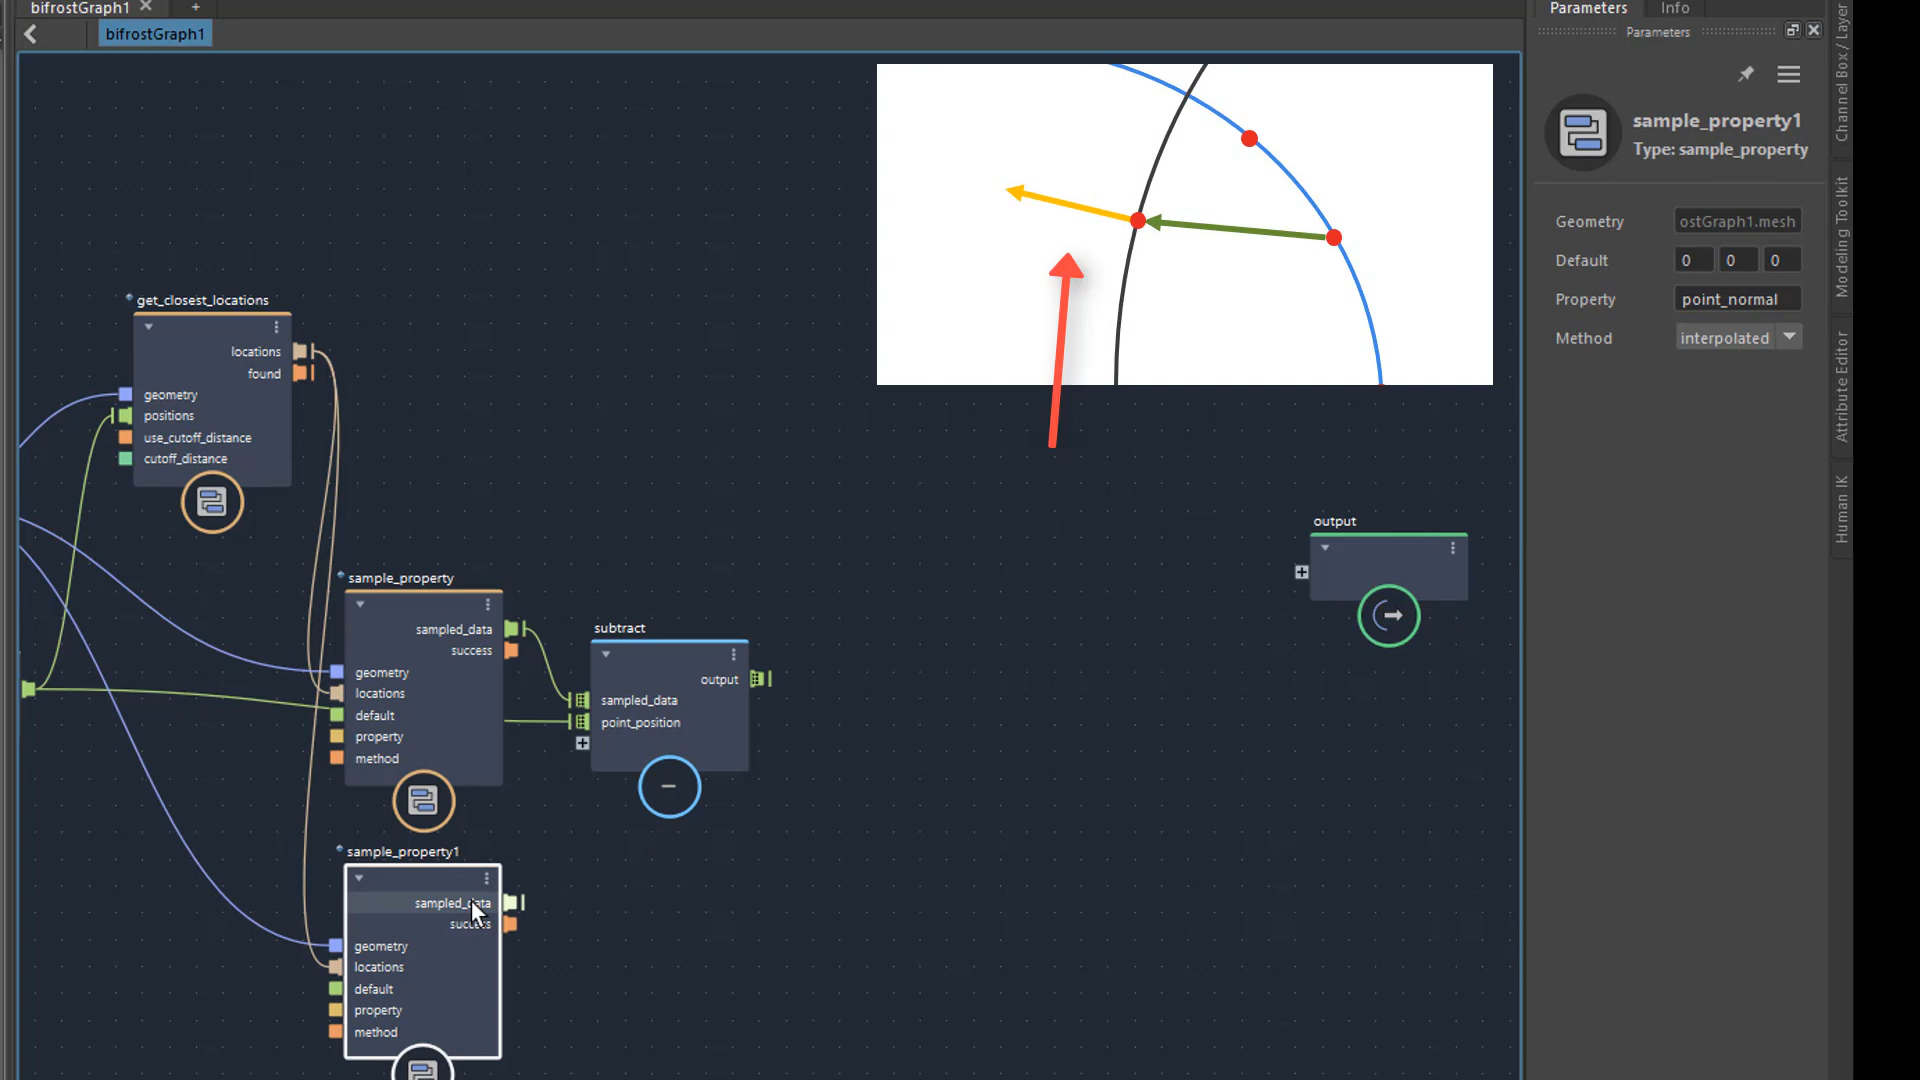 bifrostGraph1
bifrostGraph1
get_closest_locations
locations
found
geometry
positions
use_cutoff_distance
cutoff_distance
sample_property
sampled_data
success
geometry
locations
default
property
method
subtract
output
sampled_data
point_position
sample_property1
sampled_data
success
geometry
locations
default
property
method
output
Parameters Info
Parameters
sample_property1
Type: sample_property
Geometry ostGraph1.mesh
Default 0 0 0
Property point_normal
Method interpolated
Channel Box / Layer
Modeling Toolkit
Attribute Editor
Human IK